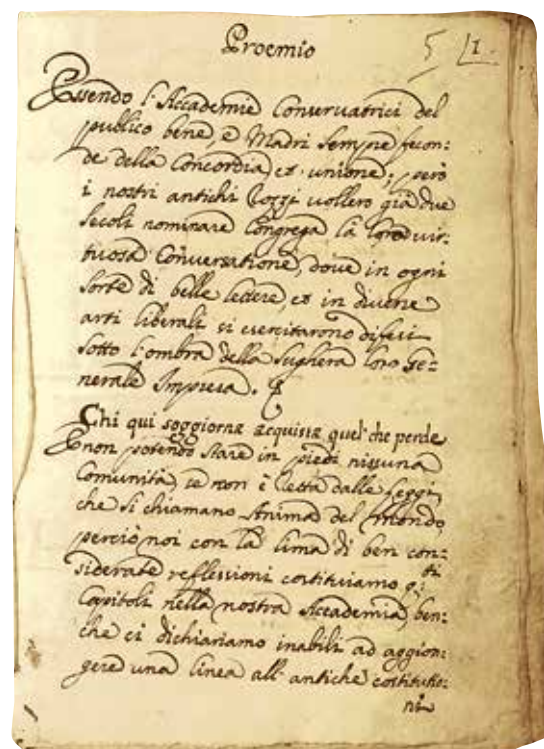 Proemio
5 1.
Essendo l'Accademie Conservatrici del
publico bene, e Madri sempre fecon:
de della Concordia et unione; però
i nostri antichi Rozzi vollero già due
secoli nominare Congrega la loro vir:
tuosa Conversatione, dove in ogni
sorte di belle lettere, et in diverse
arti liberali si esercitarono difesi
sotto l'ombra della Sughera loro Ge:
nerale Impresa.
Chi qui soggiorna acquista quel' che perde
E non potendo stare in piedi nissuna
Comunità, se non è retta dalle Leggi,
che si chiamano Anima del Mondo,
perciò noi con la lima di ben con:
siderate reflessioni costituiamo q.ti
Capitoli nella nostra Accademia, ben:
che ci dichiariamo inabili ad aggion:
gere una linea all'antiche costitutio:
ni